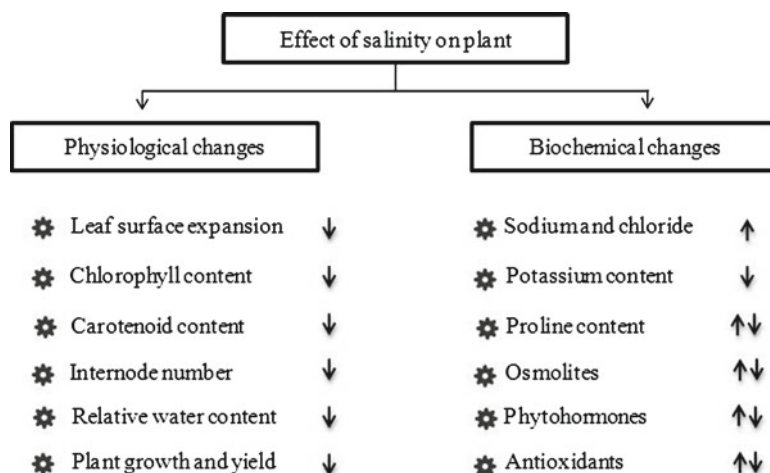 Effect of salinity on plant
Physiological changes
Leaf surface expansion ↓
Chlorophyll content ↓
Carotenoid content ↓
Internode number ↓
Relative water content ↓
Plant growth and yield ↓
Biochemical changes
Sodium and chloride ↑
Potassium content ↓
Proline content ↑↓
Osmolites ↑↓
Phytohormones ↑↓
Antioxidants ↑↓